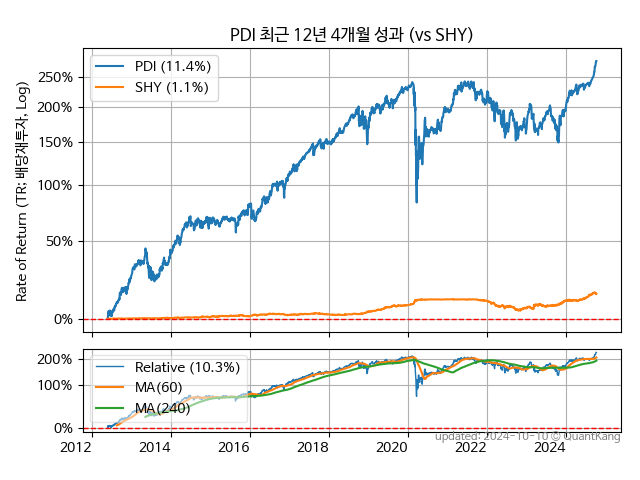 PDI 최근 12년 4개월 성과 (vs SHY)
Rate of Return (TR; 배당재투자, Log)
250%
200%
150%
100%
50%
0%
PDI (11.4%)
SHY (1.1%)
200%
100%
0%
Relative (10.3%)
MA(60)
MA(240)
2012 2014 2016 2018 2020 2022 2024
updated: 2024-10-10 © QuantKang